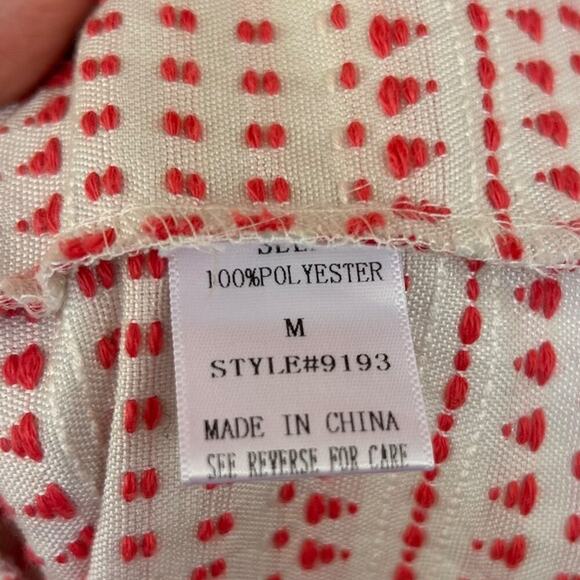 100%POLYESTER
M
STYLE#9193
MADE IN CHINA
SEE REVERSE FOR CARE